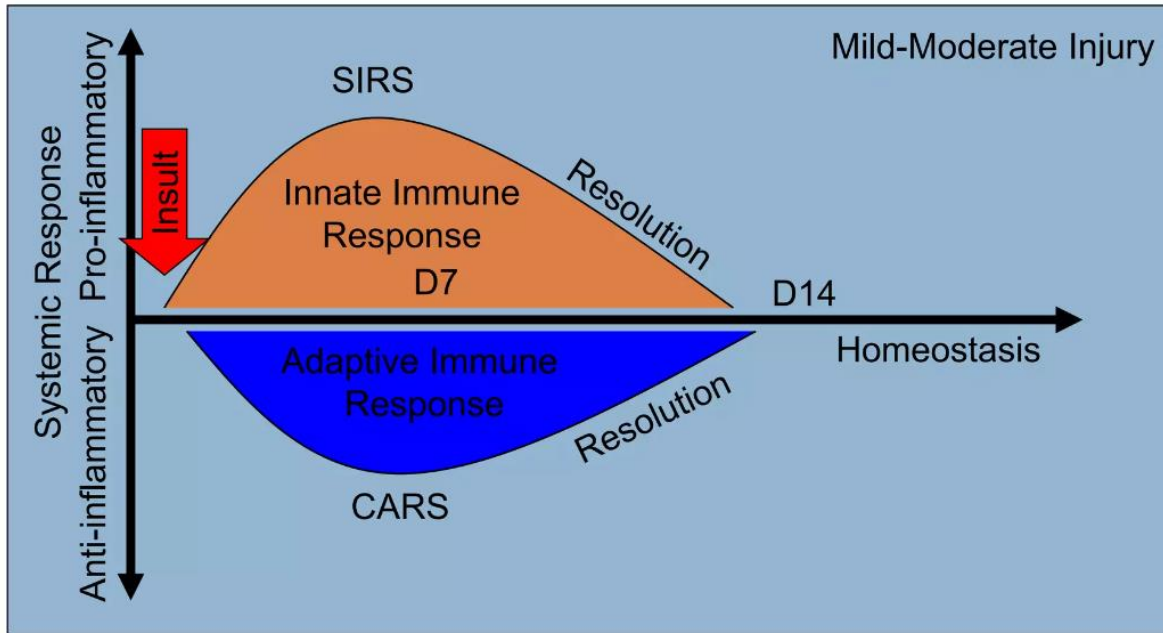 Mild-Moderate Injury
SIRS
Systemic Response
Pro-inflammatory
Anti-inflammatory
Insult
Innate Immune
Response
D7
Resolution
D14
Homeostasis
Adaptive Immune
Response
Resolution
CARS